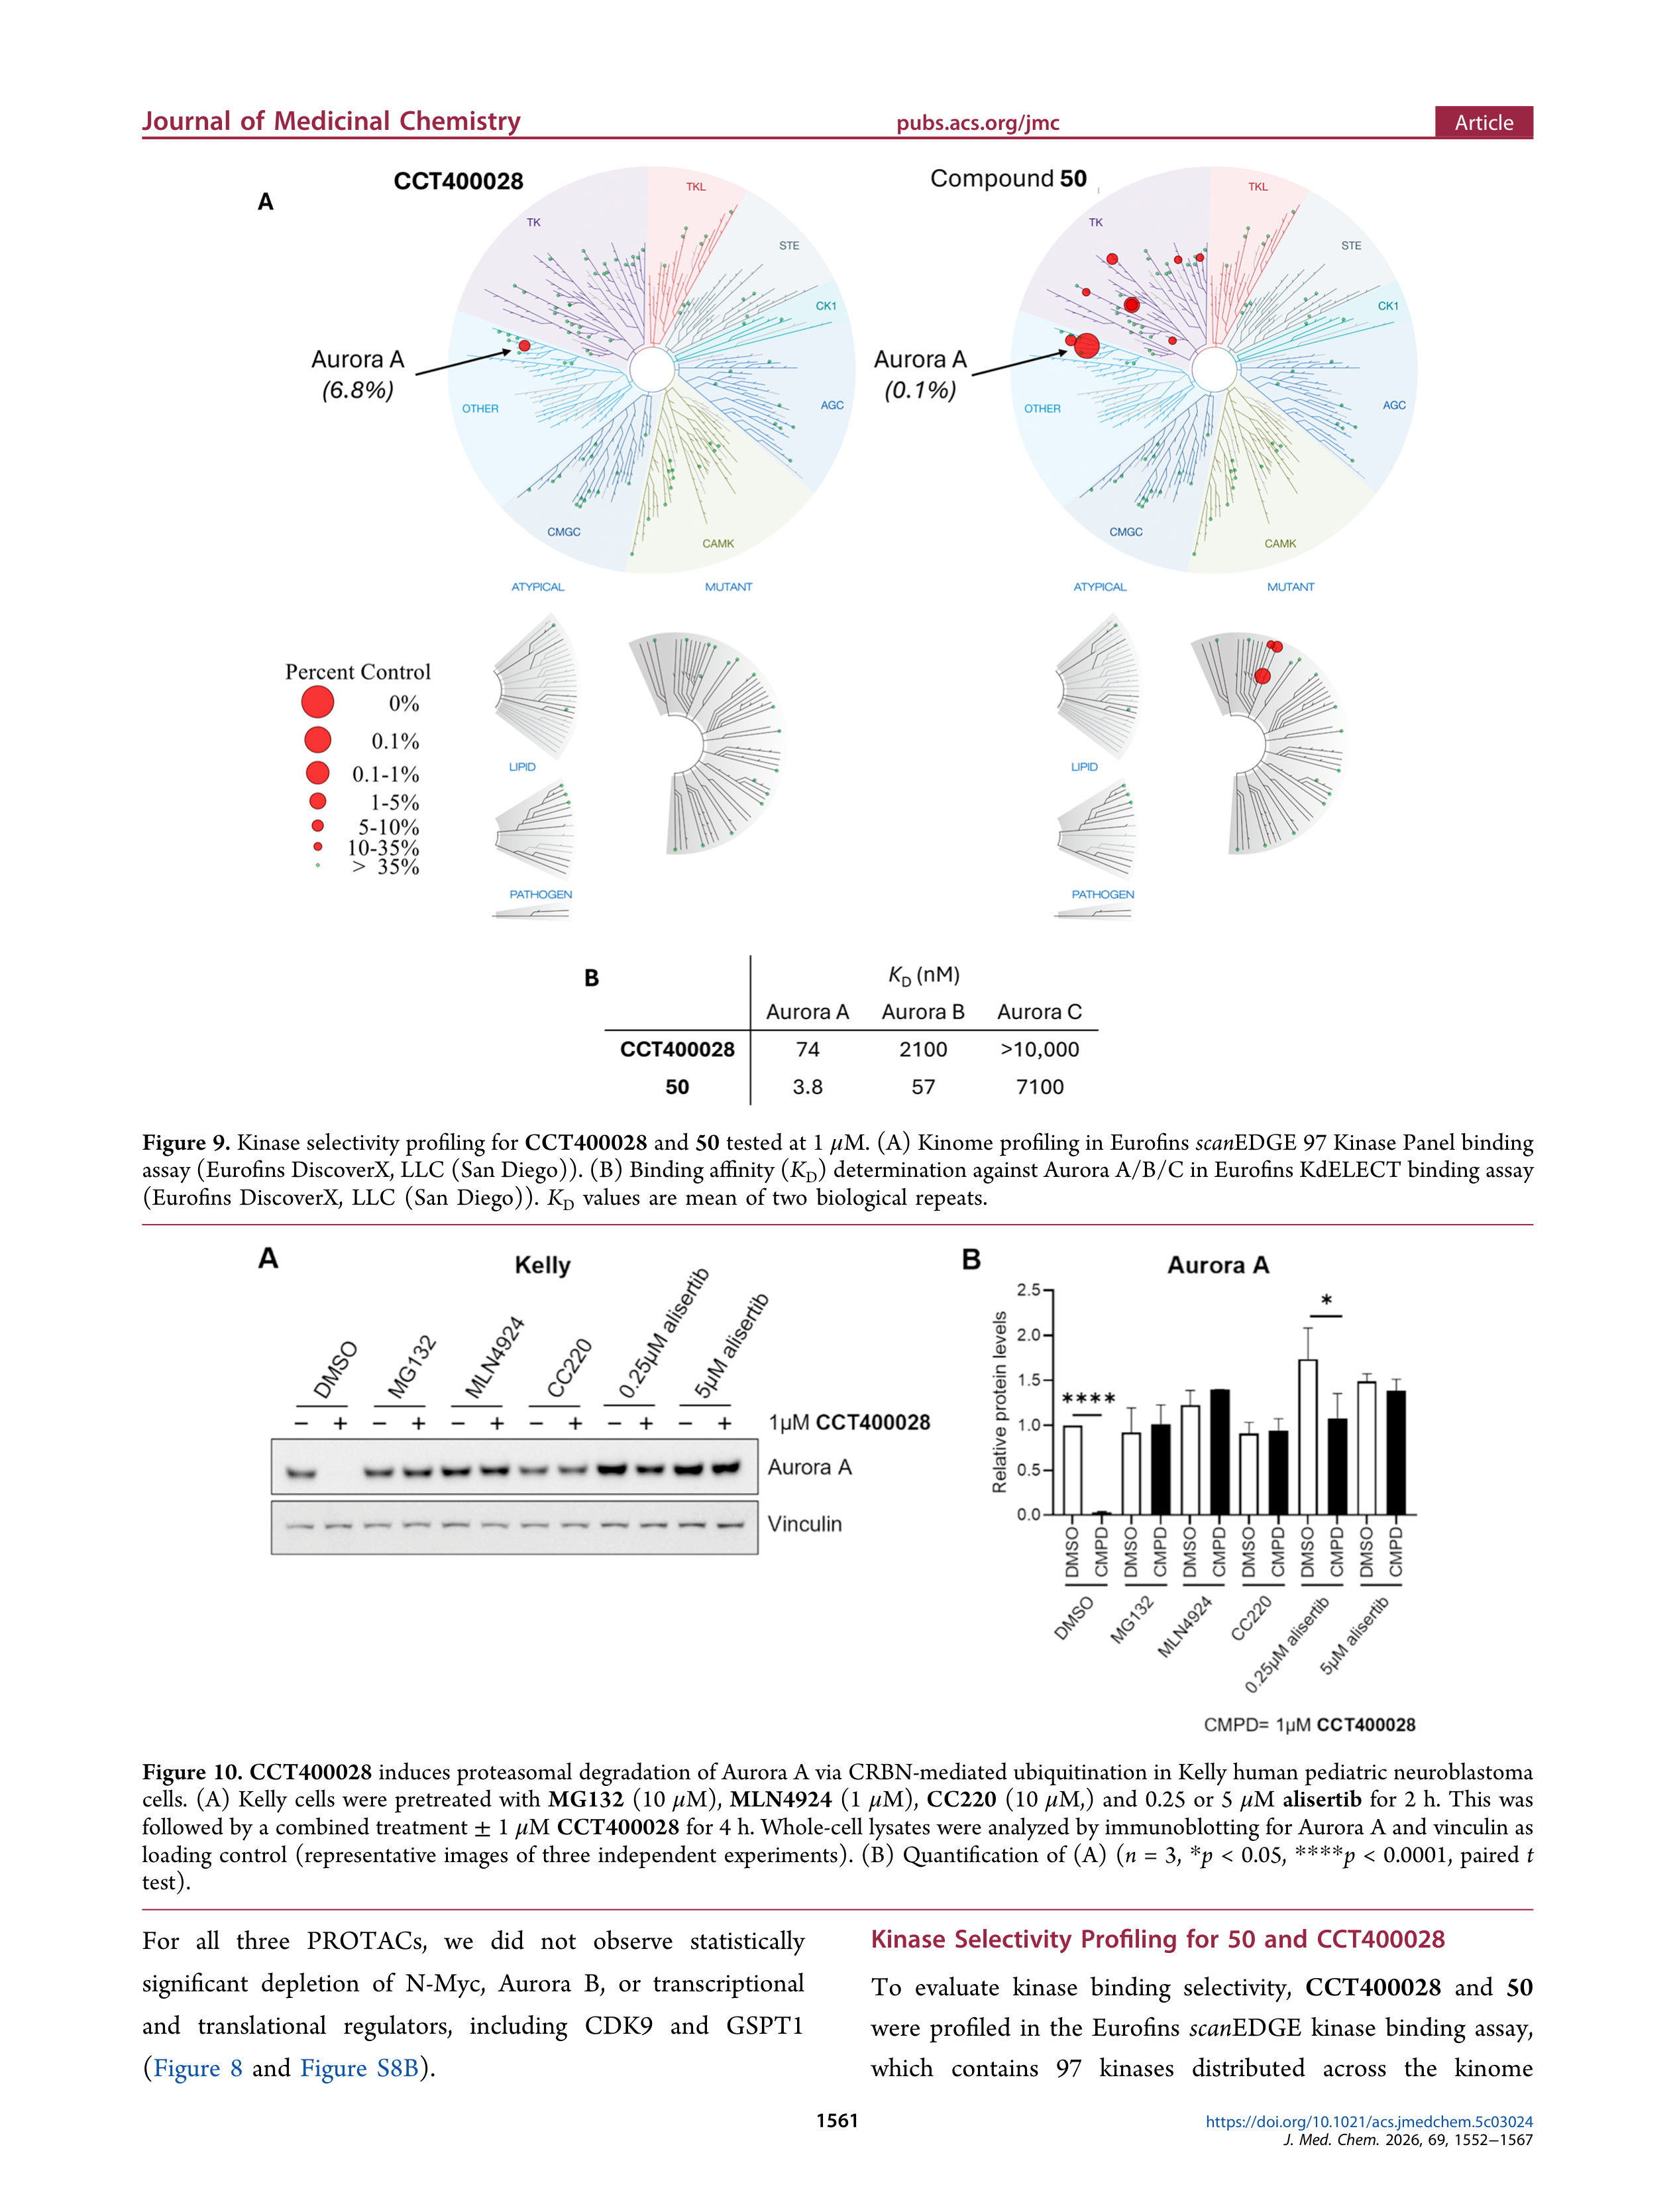 Journal of Medicinal Chemistry
pubs.acs.org/jmc
Article
A
CCT400028
TK
TKL
STE
CK1
AGC
CAMK
CMGC
OTHER
Aurora A
(6.8%)
ATYPICAL
MUTANT
LIPID
PATHOGEN
Compound 50
TK
TKL
STE
CK1
AGC
CAMK
CMGC
OTHER
Aurora A
(0.1%)
ATYPICAL
MUTANT
LIPID
PATHOGEN
Percent Control
0%
0.1%
0.1-1%
1-5%
5-10%
10-35%
> 35%
B
KD (nM)
Aurora A Aurora B Aurora C
CCT400028 74 2100 >10,000
50 3.8 57 7100
Figure 9. Kinase selectivity profiling for CCT400028 and 50 tested at 1 μM. (A) Kinome profiling in Eurofins scanEDGE 97 Kinase Panel binding
assay (Eurofins DiscoverX, LLC (San Diego)). (B) Binding affinity (KD) determination against Aurora A/B/C in Eurofins KdELECT binding assay
(Eurofins DiscoverX, LLC (San Diego)). KD values are mean of two biological repeats.
A
Kelly
DMSO MG132 MLN4924 CC220 0.25μM alisertib 5μM alisertib
− + − + − + − + − + − + 1μM CCT400028
Aurora A
Vinculin
B
Aurora A
Relative protein levels
2.5
2.0
1.5
1.0
0.5
0.0
****
*
DMSO CMPD DMSO CMPD DMSO CMPD DMSO CMPD DMSO CMPD DMSO CMPD
DMSO MG132 MLN4924 CC220 0.25μM alisertib 5μM alisertib
CMPD= 1μM CCT400028
Figure 10. CCT400028 induces proteasomal degradation of Aurora A via CRBN-mediated ubiquitination in Kelly human pediatric neuroblastoma
cells. (A) Kelly cells were pretreated with MG132 (10 μM), MLN4924 (1 μM), CC220 (10 μM,) and 0.25 or 5 μM alisertib for 2 h. This was
followed by a combined treatment ± 1 μM CCT400028 for 4 h. Whole-cell lysates were analyzed by immunoblotting for Aurora A and vinculin as
loading control (representative images of three independent experiments). (B) Quantification of (A) (n = 3, *p < 0.05, ****p < 0.0001, paired t
test).
For all three PROTACs, we did not observe statistically
significant depletion of N-Myc, Aurora B, or transcriptional
and translational regulators, including CDK9 and GSPT1
(Figure 8 and Figure S8B).
Kinase Selectivity Profiling for 50 and CCT400028
To evaluate kinase binding selectivity, CCT400028 and 50
were profiled in the Eurofins scanEDGE kinase binding assay,
which contains 97 kinases distributed across the kinome
1561
https://doi.org/10.1021/acs.jmedchem.5c03024
J. Med. Chem. 2026, 69, 1552−1567